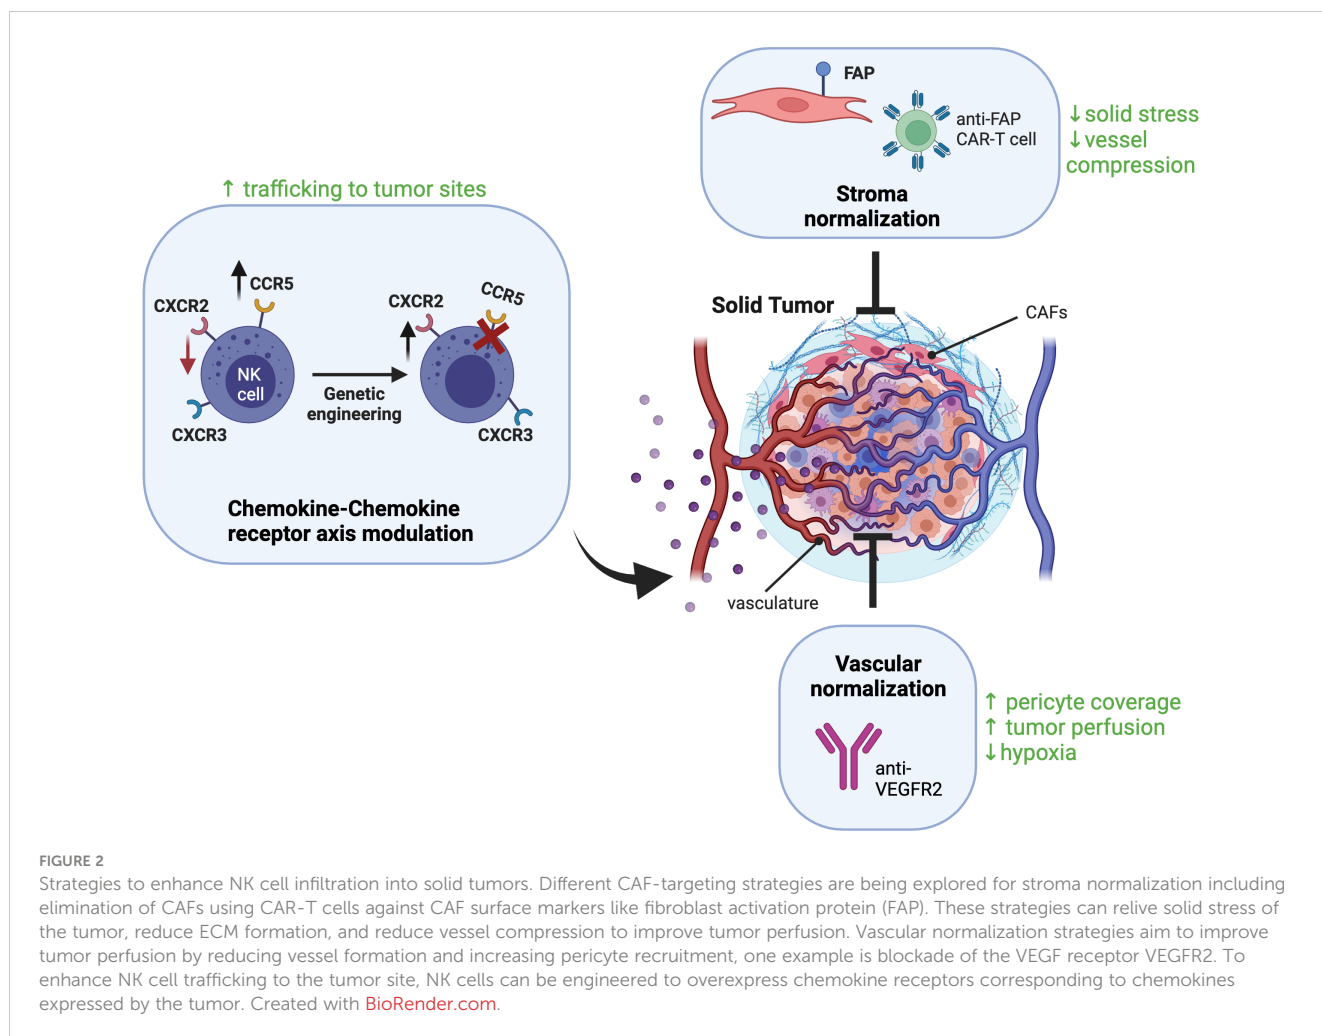 FAP
anti-FAP
CAR-T cell
Stroma
normalization
↓solid stress
↓vessel
compression
↑ trafficking to tumor sites
CCR5
CXCR2
NK
cell
CXCR3
Genetic
engineering
CXCR2
CCR5
CXCR3
Chemokine-Chemokine
receptor axis modulation
Solid Tumor
CAFs
vasculature
Vascular
normalization
anti-
VEGFR2
↑ pericyte coverage
↑ tumor perfusion
↓hypoxia
FIGURE 2
Strategies to enhance NK cell infiltration into solid tumors. Different CAF-targeting strategies are being explored for stroma normalization including
elimination of CAFs using CAR-T cells against CAF surface markers like fibroblast activation protein (FAP). These strategies can relive solid stress of
the tumor, reduce ECM formation, and reduce vessel compression to improve tumor perfusion. Vascular normalization strategies aim to improve
tumor perfusion by reducing vessel formation and increasing pericyte recruitment, one example is blockade of the VEGF receptor VEGFR2. To
enhance NK cell trafficking to the tumor site, NK cells can be engineered to overexpress chemokine receptors corresponding to chemokines
expressed by the tumor. Created with BioRender.com.